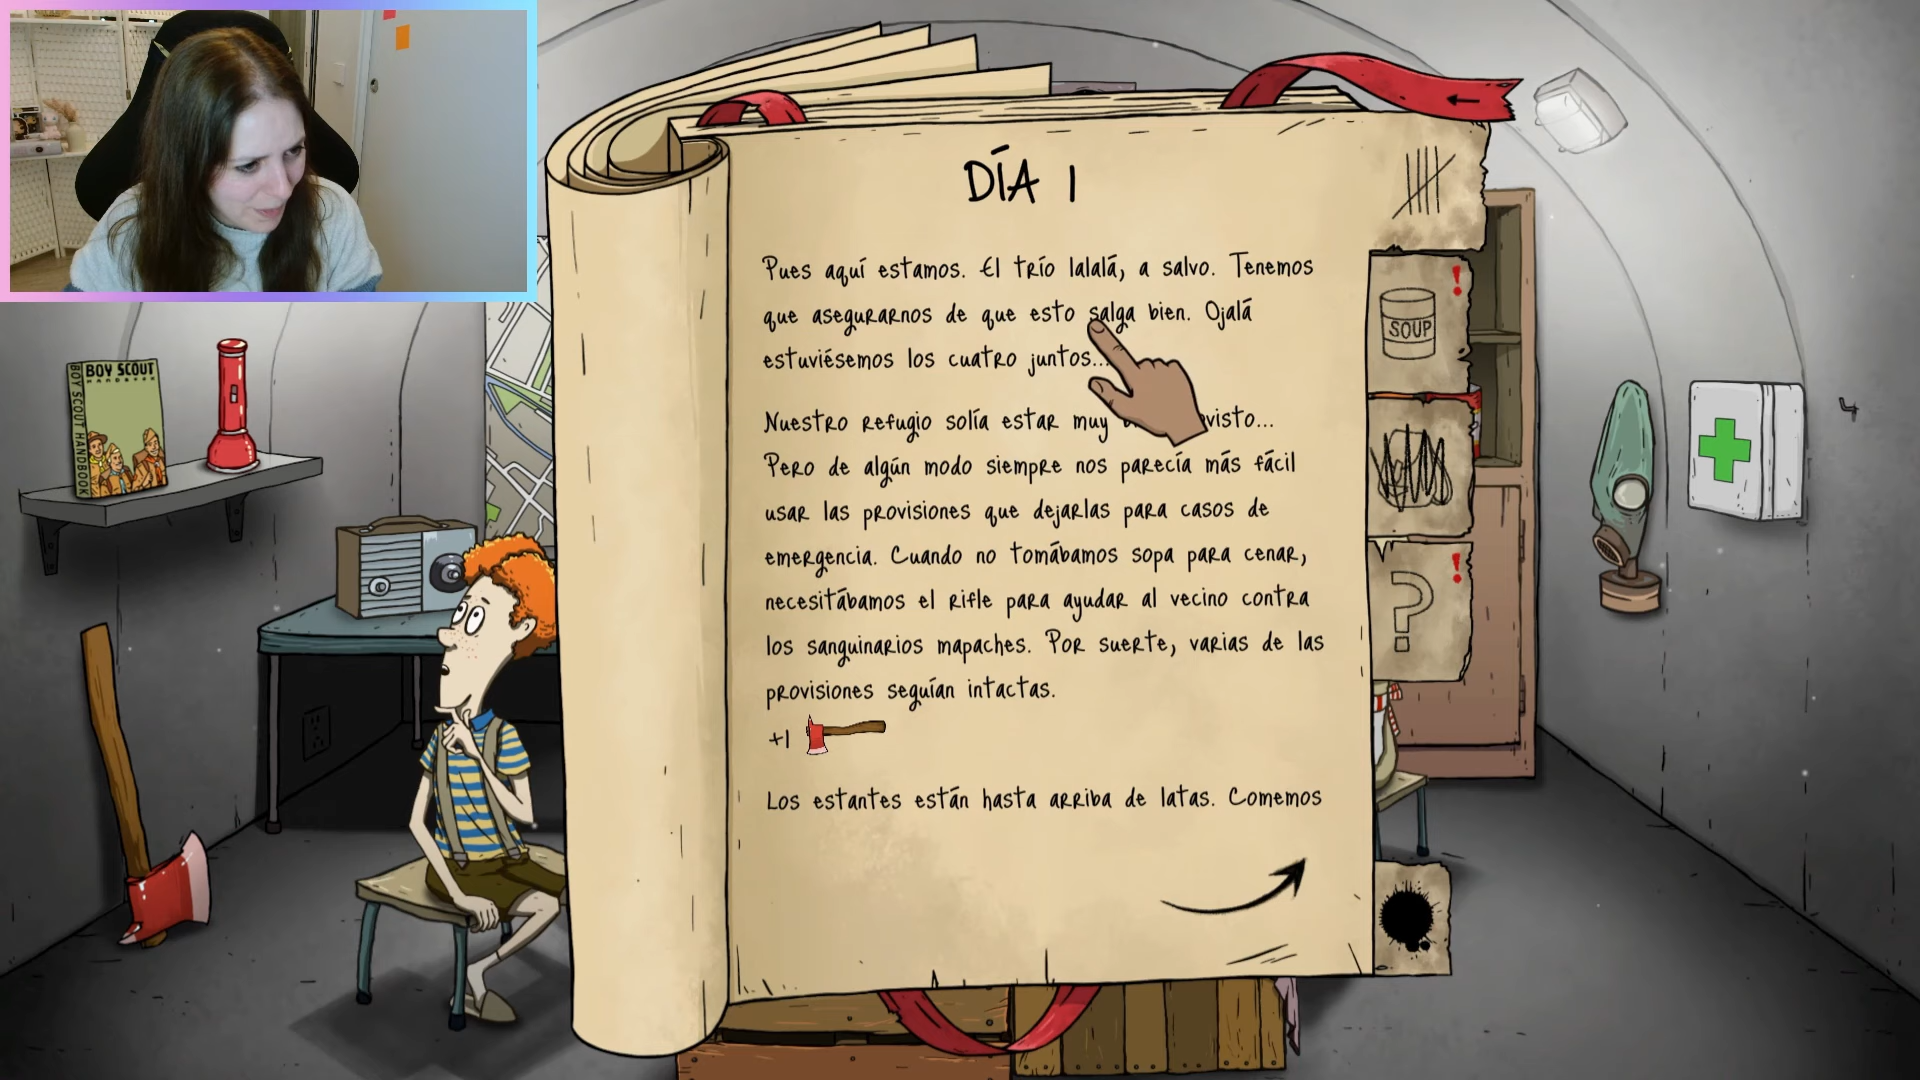 DÍA 1
Pues aquí estamos. El trío lalalá, a salvo. Tenemos
que asegurarnos de que esto salga bien. Ojalá
estuviésemos los cuatro juntos...
Nuestro refugio solía estar muy
Pero de algún modo siempre nos parecía más fácil
usar las provisiones que dejarlas para casos de
emergencia. Cuando no tomábamos sopa para cenar,
necesitábamos el rifle para ayudar al vecino contra
los sanguinarios mapaches. Por suerte, varias de las
provisiones seguían intactas.
+1
Los estantes están hasta arriba de latas. Comemos
SOUP
?
BOY SCOUT
HANDBOOK
BOY SCOUT HANDBOOK